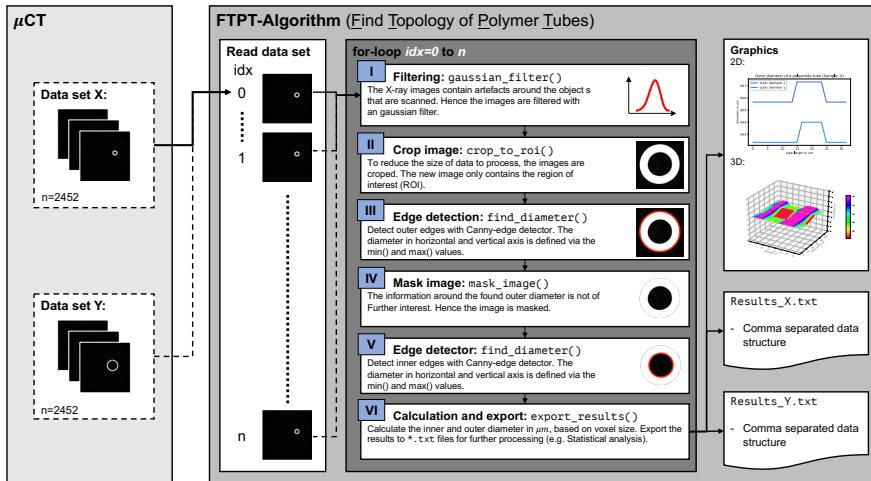 μCT
Data set X:
n=2452
Data set Y:
n=2452
FTPT-Algorithm (Find Topology of Polymer Tubes)
Read data set
idx
0
1
n
for-loop idx=0 to n
I
Filtering: gaussian_filter()
The X-ray images contain artefacts around the object s
that are scanned. Hence the images are filtered with
an gaussian filter.
II
Crop image: crop_to_roi()
To reduce the size of data to process, the images are
croped. The new image only contains the region of
interest (ROI).
III
Edge detection: find_diameter()
Detect outer edges with Canny-edge detector. The
diameter in horizontal and vertical axis is defined via the
min() and max() values.
IV
Mask image: mask_image()
The information around the found outer diameter is not of
Further interest. Hence the image is masked.
V
Edge detector: find_diameter()
Detect inner edges with Canny-edge detector. The
diameter in horizontal and vertical axis is defined via the
min() and max() values.
VI
Calculation and export: export_results()
Calculate the inner and outer diameter in μm, based on voxel size. Export the
results to *.txt files for further processing (e.g. Statistical analysis).
Graphics
2D:
Outer diameter of a polyamide tube (Sample: X)
3D:
Results_X.txt
- Comma separated data
structure
Results_Y.txt
- Comma separated data
structure